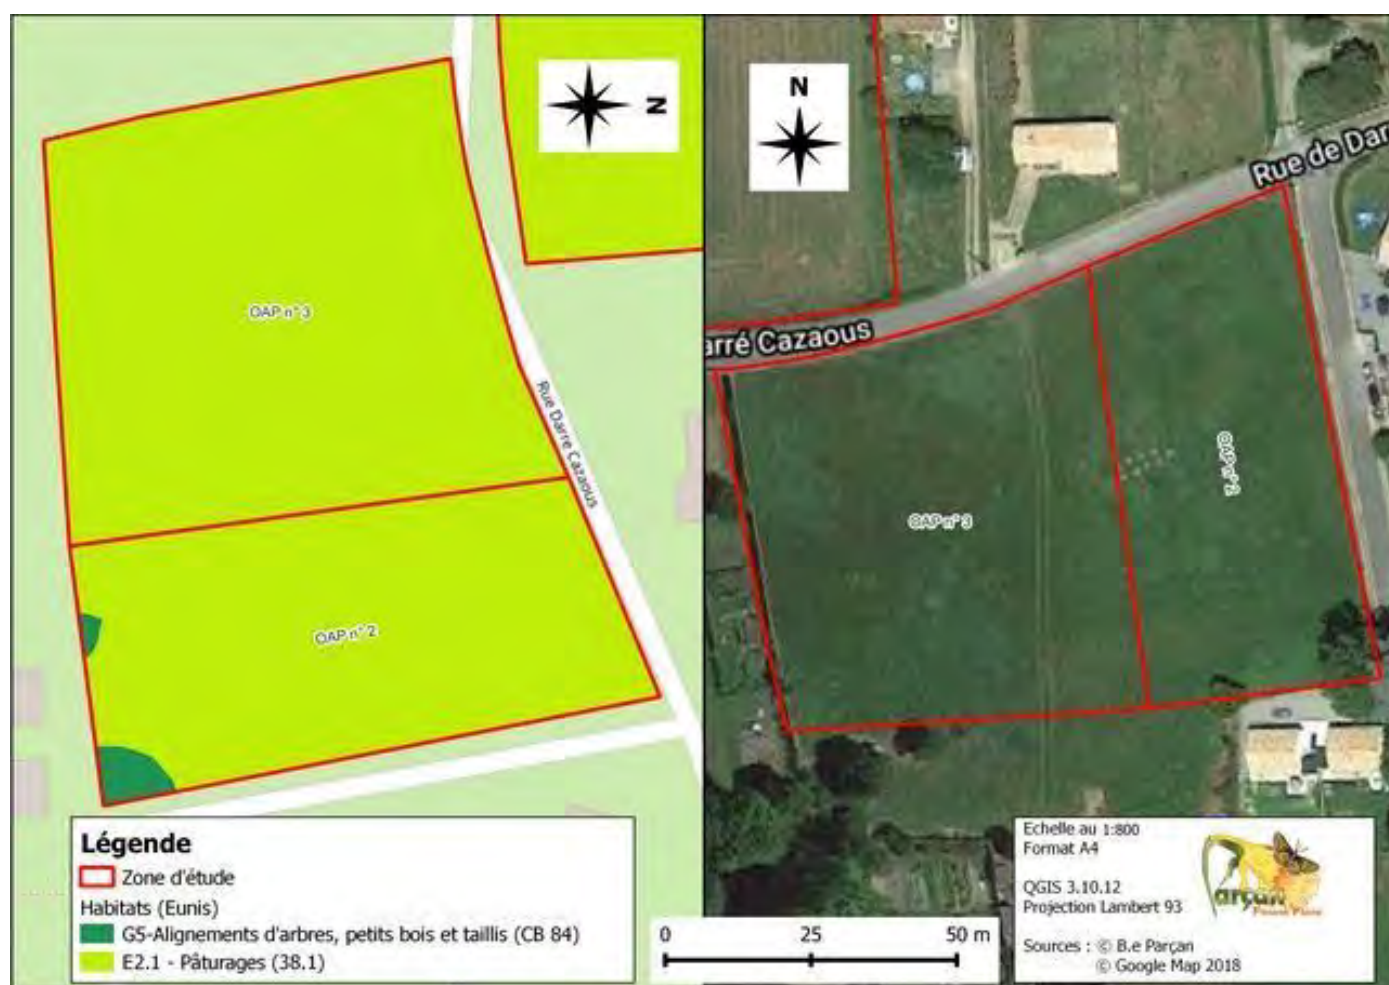 N
N
Rue de Dar
OAP n° 3
arré Cazaous
Rue Darre Cazaous
OAP n° 2
OAP n° 2
OAP n° 3
Légende
Zone d'étude
Habitats (Eunis)
G5-Alignements d'arbres, petits bois et taillis (CB 84)
E2.1 - Pâturages (38.1)
0 25 50 m
Echelle au 1:800
Format A4
QGIS 3.10.12
Projection Lambert 93
Sources : © B.e Parçan
© Google Map 2018
Parçan